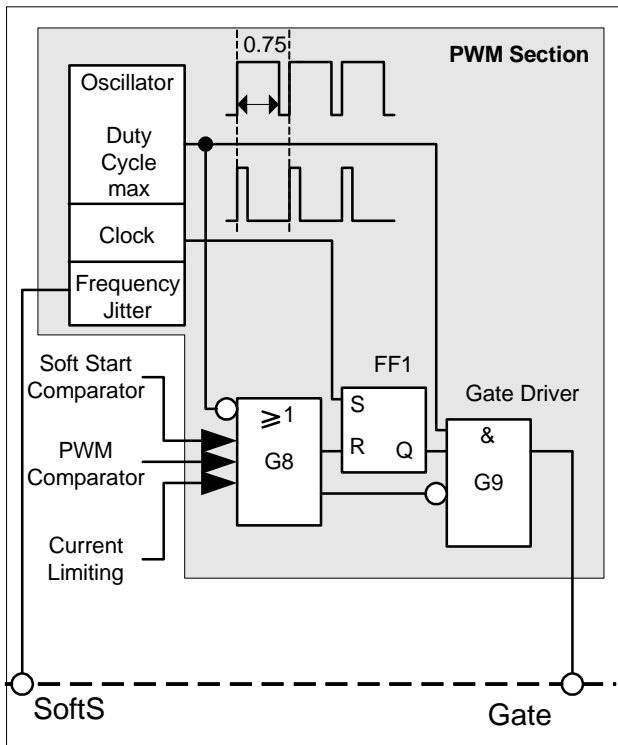 0.75
PWM Section
Oscillator
Duty
Cycle
max
Clock
Frequency
Jitter
Soft Start
Comparator
PWM
Comparator
Current
Limiting
≥1
G8
FF1
S
R
Q
Gate Driver
&
G9
SoftS
Gate